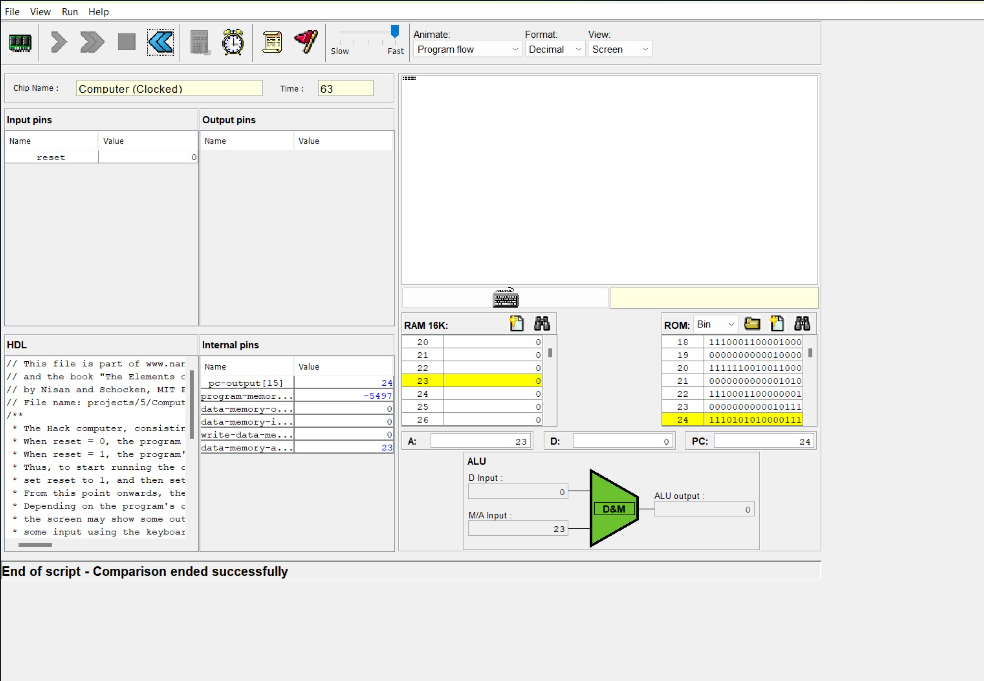 File View Run Help
Slow Fast
Animate: Format: View:
Program flow Decimal Screen
Chip Name : Computer (Clocked) Time : 63
Input pins
Name Value
reset 0
Output pins
Name Value
HDL
// This file is part of www.nar
// and the book "The Elements c
// by Nisan and Schocken, MIT P
// File name: projects/5/Comput
/**
* The Hack computer, consistin
* When reset = 0, the program
* When reset = 1, the program'
* Thus, to start running the c
* set reset to 1, and then set
* From this point onwards, the
* Depending on the program's c
* the screen may show some out
* some input using the keyboar
Internal pins
Name Value
pc-output[15] 24
program-memor... -5497
data-memory-o... 0
data-memory-i... 0
write-data-me... 0
data-memory-a... 23
RAM 16K:
20 0
21 0
22 0
23 0
24 0
25 0
26 0
ROM: Bin
18 1110001100001000
19 0000000000010000
20 1111110010011000
21 0000000000001010
22 1110001100000001
23 0000000000010111
24 1110101010000111
A: 23 D: 0 PC: 24
ALU
D Input :
0
M/A Input :
23
D&M
ALU output :
0
End of script - Comparison ended successfully